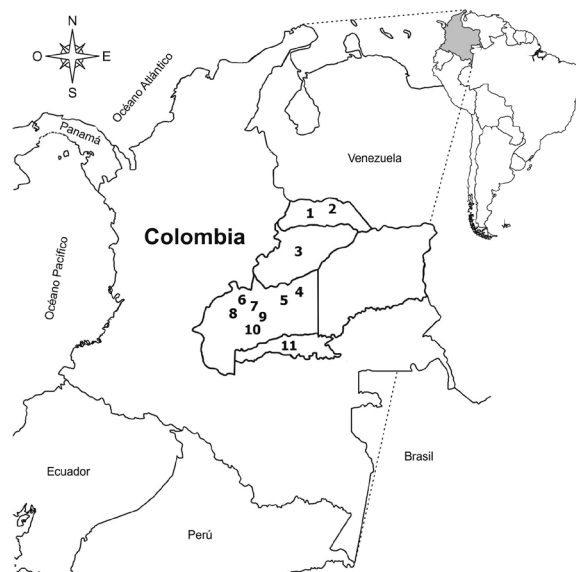 N
O E
S
Océano Atlántico
Panamá
Venezuela
1 2
Colombia
3
Océano Pacífico
4
5
6
7
8
9
10
11
Ecuador
Brasil
Perú